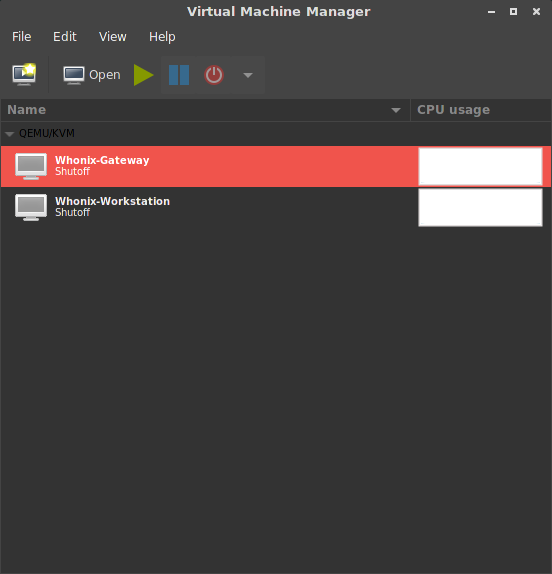 Virtual Machine Manager
File Edit View Help
Open
Name CPU usage
QEMU/KVM
Whonix-Gateway
Shutoff
Whonix-Workstation
Shutoff